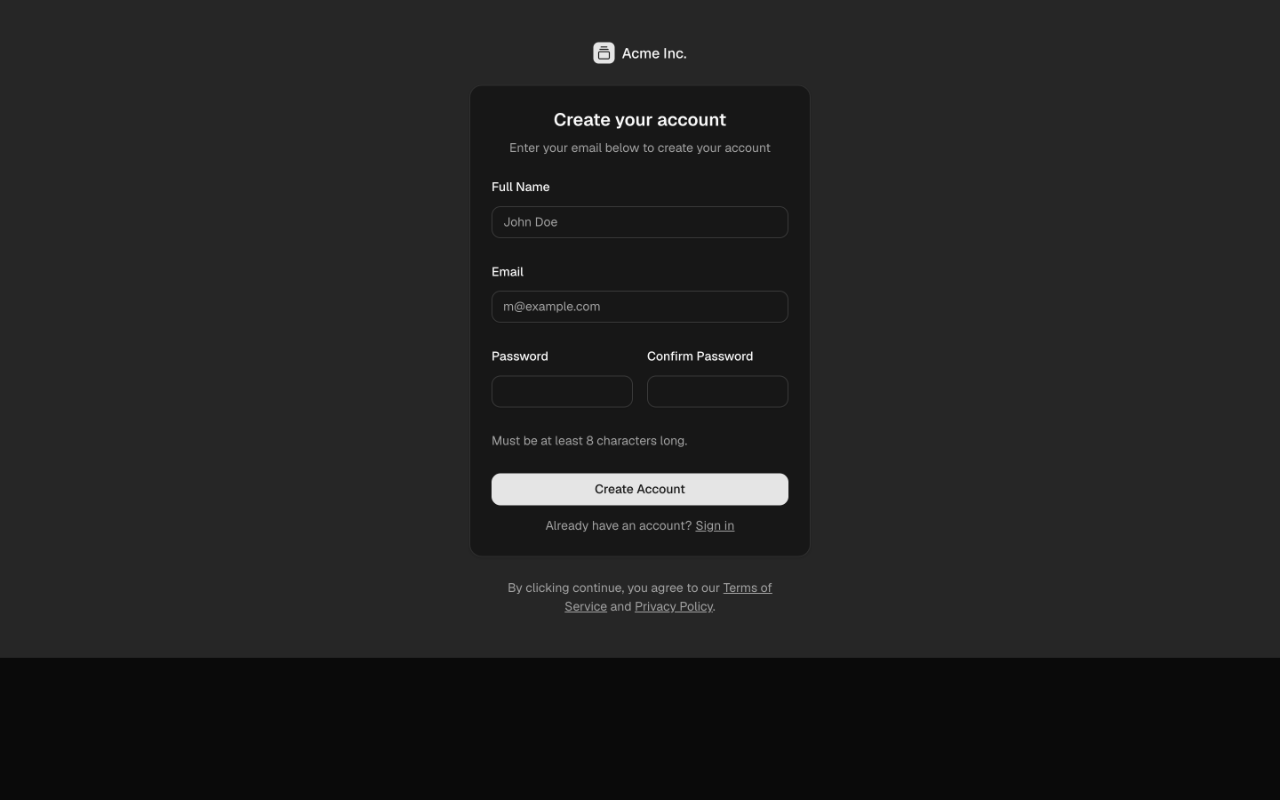 Acme Inc.
Create your account
Enter your email below to create your account
Full Name
John Doe
Email
m@example.com
Password
Confirm Password
Must be at least 8 characters long.
Create Account
Already have an account? Sign in
By clicking continue, you agree to our Terms of
Service and Privacy Policy.